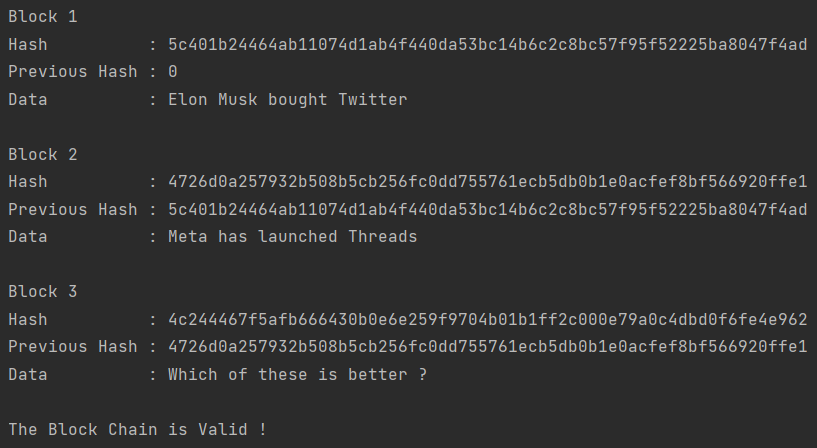 Block 1
Hash          : 5c401b24464ab11074d1ab4f440da53bc14b6c2c8bc57f95f52225ba8047f4ad
Previous Hash : 0
Data          : Elon Musk bought Twitter

Block 2
Hash          : 4726d0a257932b508b5cb256fc0dd755761ecb5db0b1e0acfef8bf566920ffe1
Previous Hash : 5c401b24464ab11074d1ab4f440da53bc14b6c2c8bc57f95f52225ba8047f4ad
Data          : Meta has launched Threads

Block 3
Hash          : 4c244467f5afb666430b0e6e259f9704b01b1ff2c000e79a0c4dbd0f6fe4e962
Previous Hash : 4726d0a257932b508b5cb256fc0dd755761ecb5db0b1e0acfef8bf566920ffe1
Data          : Which of these is better ?

The Block Chain is Valid !